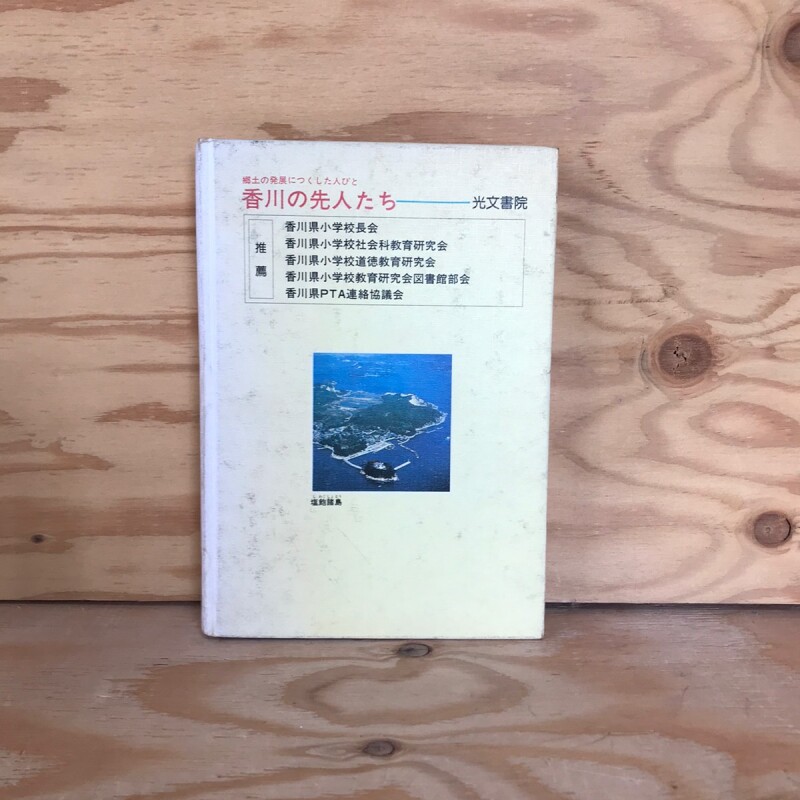 郷土の発展につくした人びと
香川の先人たち
光文書院
推薦
香川県小学校長会
香川県小学校社会科教育研究会
香川県小学校道徳教育研究会
香川県小学校教育研究会図書館部会
香川県PTA連絡協議会
塩飽諸島